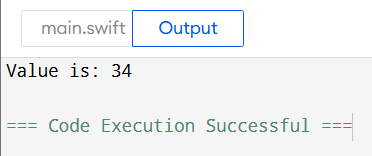 main.swift Output
Value is: 34
=== Code Execution Successful ===